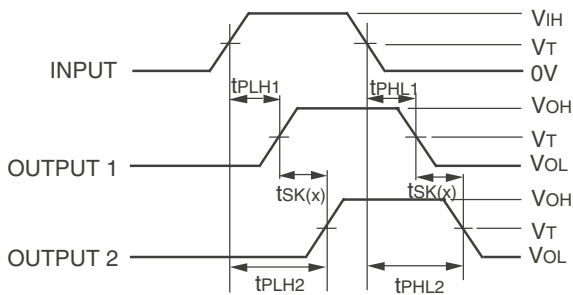 VIH
VT
INPUT
0V
tPLH1
tPHL1
VOH
VT
OUTPUT 1
VOL
tSK(x)
tSK(x)
VOH
VT
OUTPUT 2
VOL
tPLH2
tPHL2